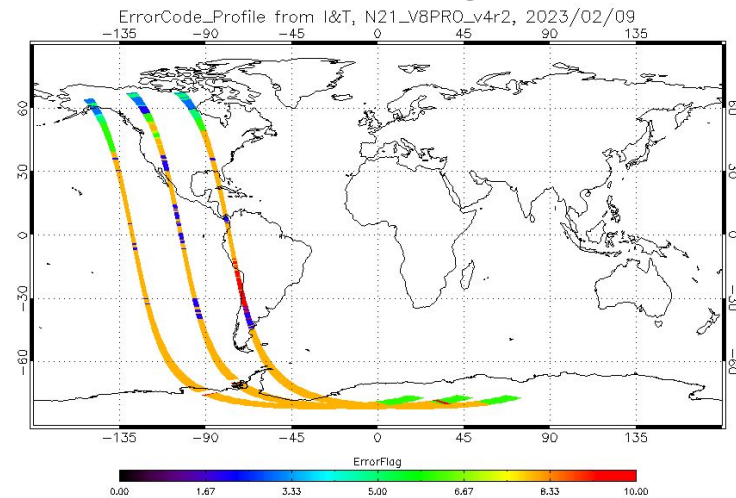 ErrorCode_Profile from I&T, N21_V8PRO_v4r2, 2023/02/09
−135 −90 −45 0 45 90 135
60 60
30 30
0 0
−30 −30
−60 −60
−135 −90 −45 0 45 90 135
ErrorFlag
0.00 1.67 3.33 5.00 6.67 8.33 10.00